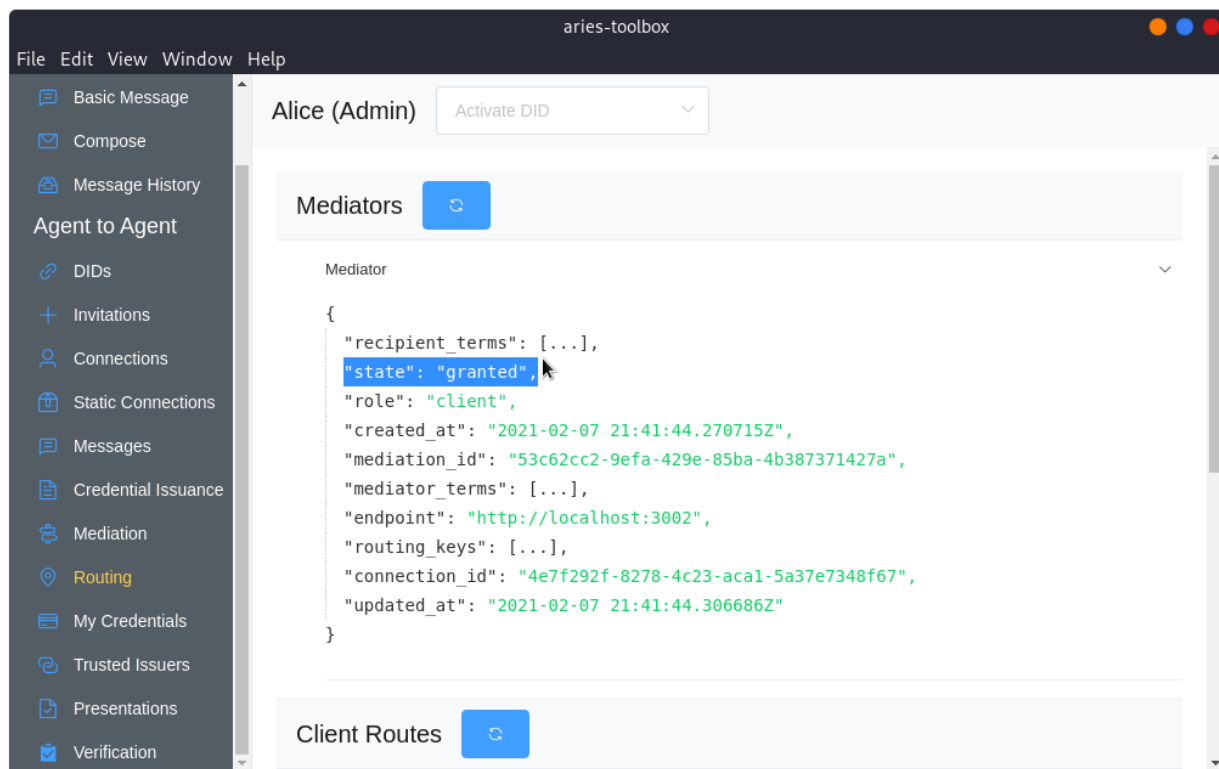 aries-toolbox
File Edit View Window Help
Basic Message
Compose
Message History
Agent to Agent
DIDs
Invitations
Connections
Static Connections
Messages
Credential Issuance
Mediation
Routing
My Credentials
Trusted Issuers
Presentations
Verification
Alice (Admin) Activate DID
Mediators
Mediator
{
"recipient_terms": [...],
"state": "granted",
"role": "client",
"created_at": "2021-02-07 21:41:44.270715Z",
"mediation_id": "53c62cc2-9efa-429e-85ba-4b387371427a",
"mediator_terms": [...],
"endpoint": "http://localhost:3002",
"routing_keys": [...],
"connection_id": "4e7f292f-8278-4c23-aca1-5a37e7348f67",
"updated_at": "2021-02-07 21:41:44.306686Z"
}
Client Routes